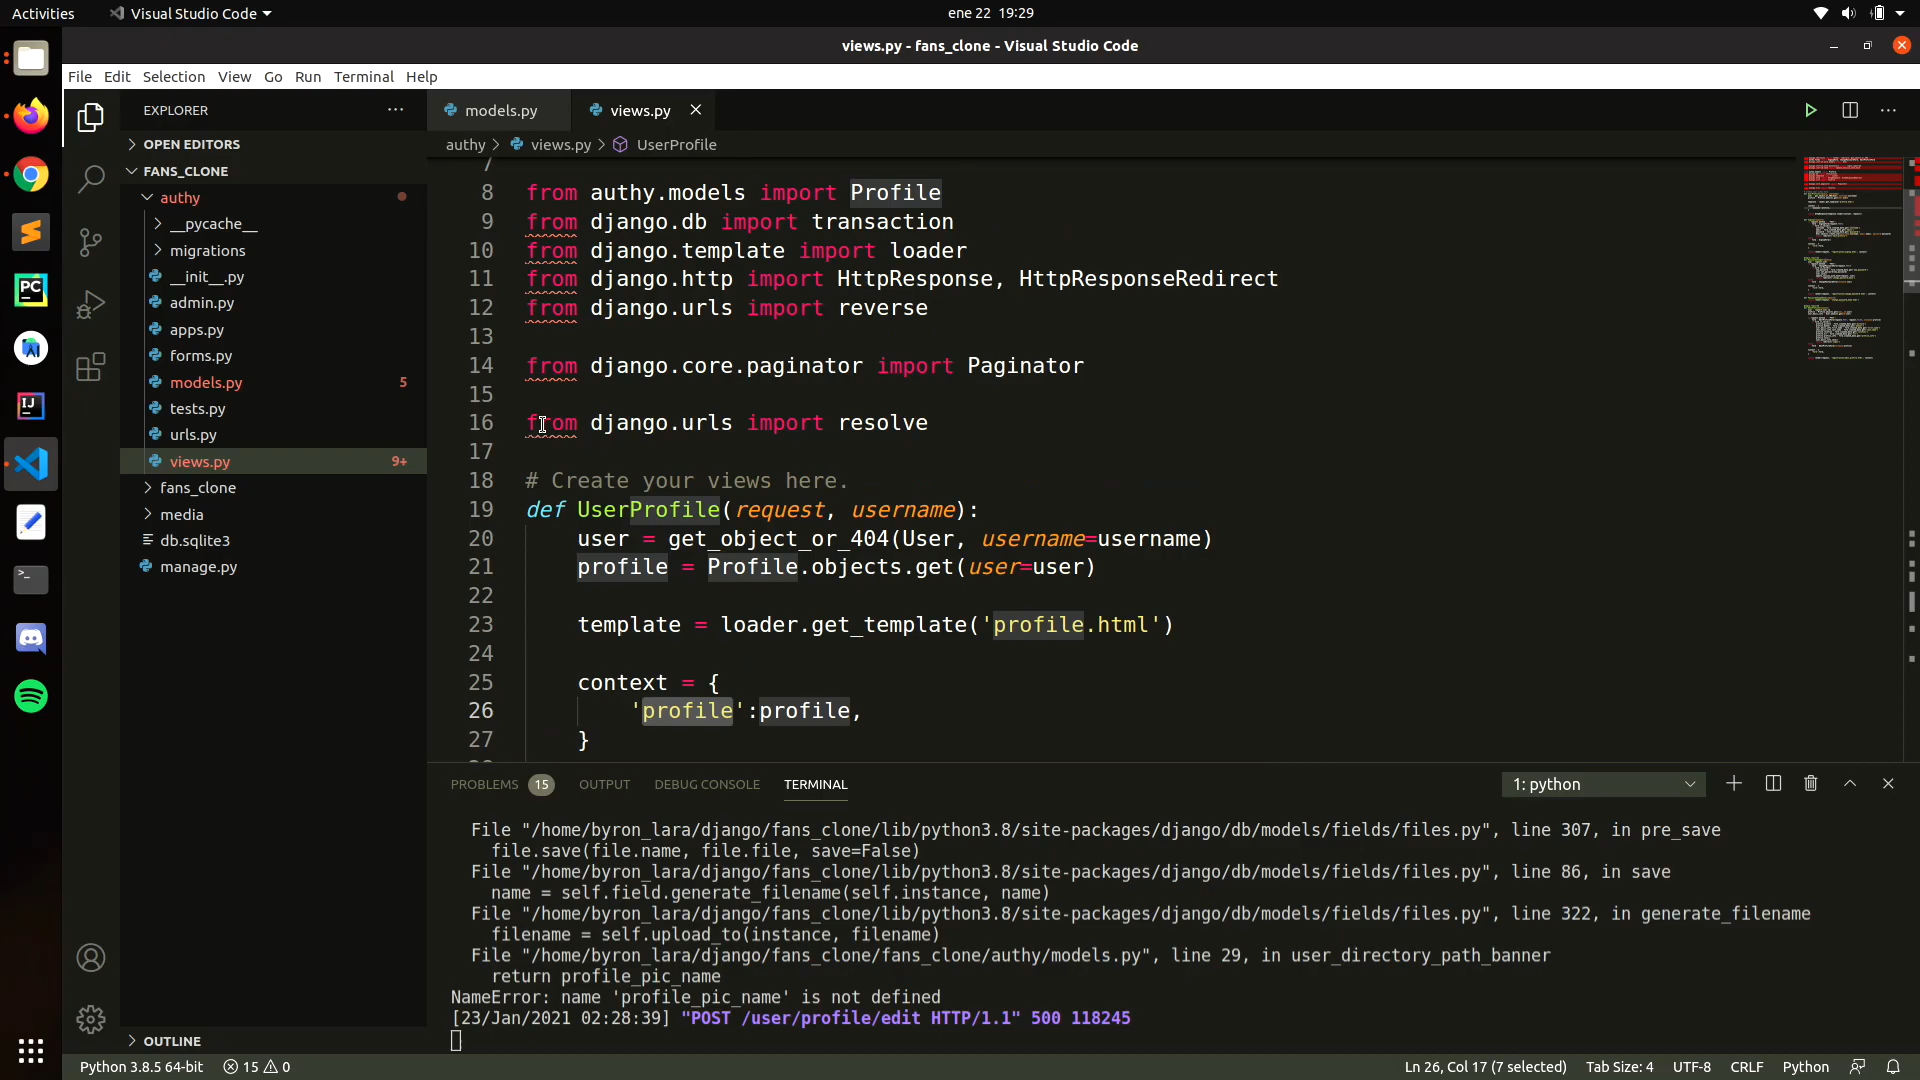 Activities
Visual Studio Code
ene 22 19:29
views.py - fans_clone - Visual Studio Code
File Edit Selection View Go Run Terminal Help
EXPLORER
OPEN EDITORS
FANS_CLONE
authy
__pycache__
migrations
__init__.py
admin.py
apps.py
forms.py
models.py 5
tests.py
urls.py
views.py 9+
fans_clone
media
db.sqlite3
manage.py
OUTLINE
models.py
views.py
authy > views.py > UserProfile
7
8 from authy.models import Profile
9 from django.db import transaction
10 from django.template import loader
11 from django.http import HttpResponse, HttpResponseRedirect
12 from django.urls import reverse
13
14 from django.core.paginator import Paginator
15
16 from django.urls import resolve
17
18 # Create your views here.
19 def UserProfile(request, username):
20 user = get_object_or_404(User, username=username)
21 profile = Profile.objects.get(user=user)
22
23 template = loader.get_template('profile.html')
24
25 context = {
26 'profile':profile,
27 }
PROBLEMS 15 OUTPUT DEBUG CONSOLE TERMINAL
1: python
File "/home/byron_lara/django/fans_clone/lib/python3.8/site-packages/django/db/models/fields/files.py", line 307, in pre_save
file.save(file.name, file.file, save=False)
File "/home/byron_lara/django/fans_clone/lib/python3.8/site-packages/django/db/models/fields/files.py", line 86, in save
name = self.field.generate_filename(self.instance, name)
File "/home/byron_lara/django/fans_clone/lib/python3.8/site-packages/django/db/models/fields/files.py", line 322, in generate_filename
filename = self.upload_to(instance, filename)
File "/home/byron_lara/django/fans_clone/fans_clone/authy/models.py", line 29, in user_directory_path_banner
return profile_pic_name
NameError: name 'profile_pic_name' is not defined
[23/Jan/2021 02:28:39] "POST /user/profile/edit HTTP/1.1" 500 118245
Python 3.8.5 64-bit
15 0
Ln 26, Col 17 (7 selected)
Tab Size: 4
UTF-8
CRLF
Python